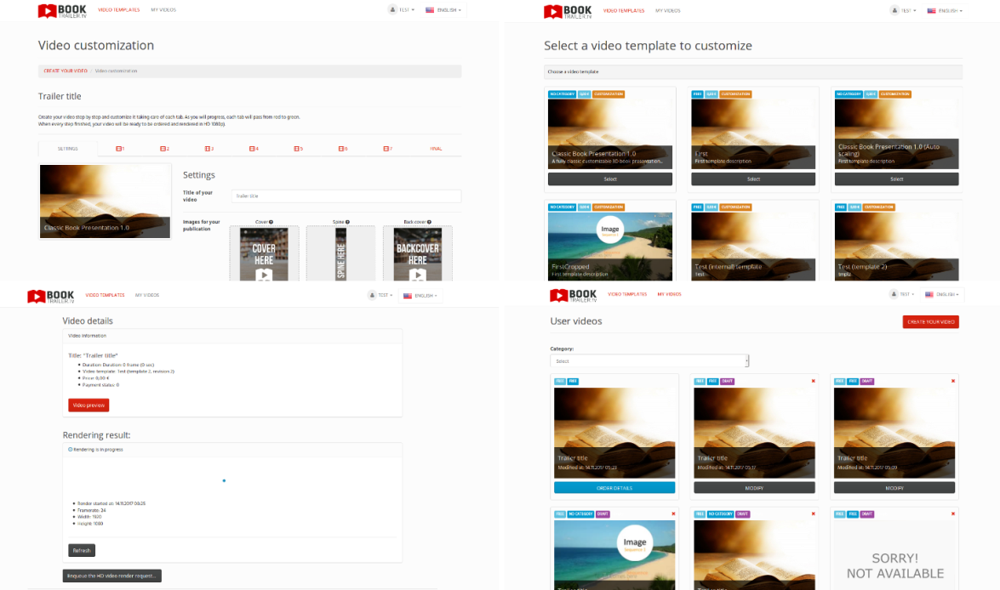 BOOK
TRAILER.TV
VIDEO TEMPLATES
MY VIDEOS
TEST
ENGLISH
Video customization
CREATE YOUR VIDEO / Video customization
Trailer title
Create your video step by step and customize it taking care of each tab. As you will progress, each tab will pass from red to green.
When every step finished, your video will be ready to be ordered and rendered in HD 1080p.
SETTINGS
1
2
3
4
5
6
7
FINAL
Classic Book Presentation 1.0
Settings
Title of your
video
Trailer title
Images for your
publication
Cover
Spine
Back cover
COVER
HERE
SPINE HERE
BACKCOVER
HERE
BOOK
TRAILER.TV
VIDEO TEMPLATES
MY VIDEOS
TEST
ENGLISH
Select a video template to customize
Choose a video template
NO CATEGORY
CUSTOMIZATION
Classic Book Presentation 1.0
A fully classic customizable 3D book presentation...
Select
FREE
CUSTOMIZATION
First
First template description
Select
NO CATEGORY
CUSTOMIZATION
Classic Book Presentation 1.0 (Auto
scaling)
First template description
Select
NO CATEGORY
CUSTOMIZATION
Image
FirstCropped
First template description
FREE
CUSTOMIZATION
Test (internal) template
Test
FREE
CUSTOMIZATION
Test (template 2)
BOOK
TRAILER.TV
VIDEO TEMPLATES
MY VIDEOS
TEST
ENGLISH
Video details
Video information
Title: "Trailer title"
Duration: Duration: 0 frame (0 sec)
Video template: Test (template 2, revision 2)
Price: 0,00 €
Payment status: 0
Video preview
Rendering result:
Rendering is in progress
Render started at: 14.11.2017 05:25
Framerate: 24
Width: 1920
Height: 1080
Refresh
Enqueue the HD video render request...
BOOK
TRAILER.TV
VIDEO TEMPLATES
MY VIDEOS
TEST
ENGLISH
User videos
CREATE YOUR VIDEO
Category:
Select
FREE
FREE
Trailer title
Modified at: 14.11.2017 05:23
ORDER DETAILS
FREE
FREE
DRAFT
Trailer title
Modified at: 14.11.2017 05:17
MODIFY
FREE
FREE
DRAFT
Trailer title
Modified at: 14.11.2017 05:09
MODIFY
FREE
NO CATEGORY
DRAFT
Image
Trailer title
FREE
NO CATEGORY
DRAFT
Trailer title
FREE
FREE
DRAFT
SORRY!
NOT AVAILABLE